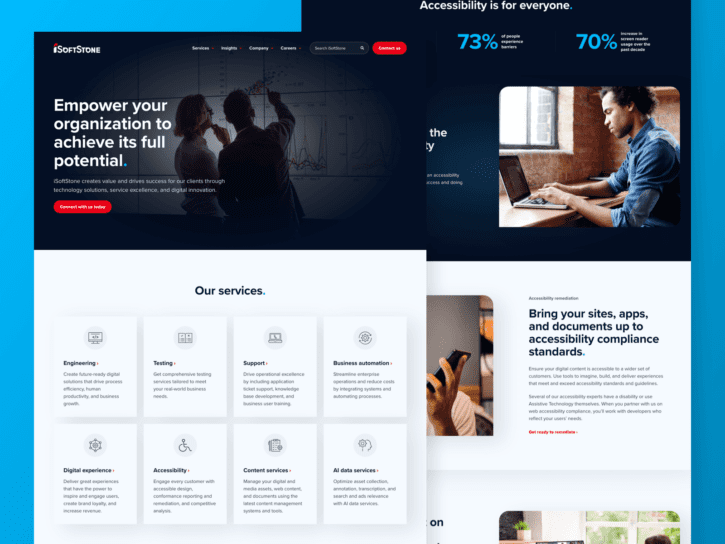 iSoftStone
Services
Insights
Company
Careers
Search iSoftStone
Contact us
Empower your
organization to
achieve its full
potential.
iSoftStone creates value and drives success for our clients through
technology solutions, service excellence, and digital innovation.
Connect with us today
Our services.
Engineering ›
Create future-ready digital
solutions that drive process
efficiency, human
productivity, and business
growth.
Testing ›
Get comprehensive testing
services tailored to meet
your real-world business
needs.
Support ›
Drive operational excellence
by including application
ticket support, knowledge
base development, and
business user training.
Business automation ›
Streamline enterprise
operations and reduce costs
by integrating systems and
automating processes.
Digital experience ›
Deliver great experiences
that have the power to
inspire and engage users,
create brand loyalty, and
increase revenue.
Accessibility ›
Engage every customer with
accessible design,
conformance reporting and
remediation, and competitive
analysis.
Content services ›
Manage your digital and
media assets, web content,
and documents using the
latest content management
systems and tools.
AI data services ›
Optimize asset collection,
annotation, transcription, and
search and ads relevance
with AI data services.
Accessibility is for everyone.
73%
of people
experience
barriers
70%
Increase in
screen reader
usage over the
past decade
the
ty
an accessibility
uccess and doing
Accessibility remediation
Bring your sites, apps,
and documents up to
accessibility compliance
standards.
Ensure your digital content is accessible to a wider set of
customers. Use tools to imagine, build, and deliver experiences
that meet and exceed accessibility standards and guidelines.
Several of our accessibility experts have a disability or use
Assistive Technology themselves. When you partner with us on
web accessibility compliance, you'll work with developers who
reflect your users' needs.
Get ready to remediate ›
on